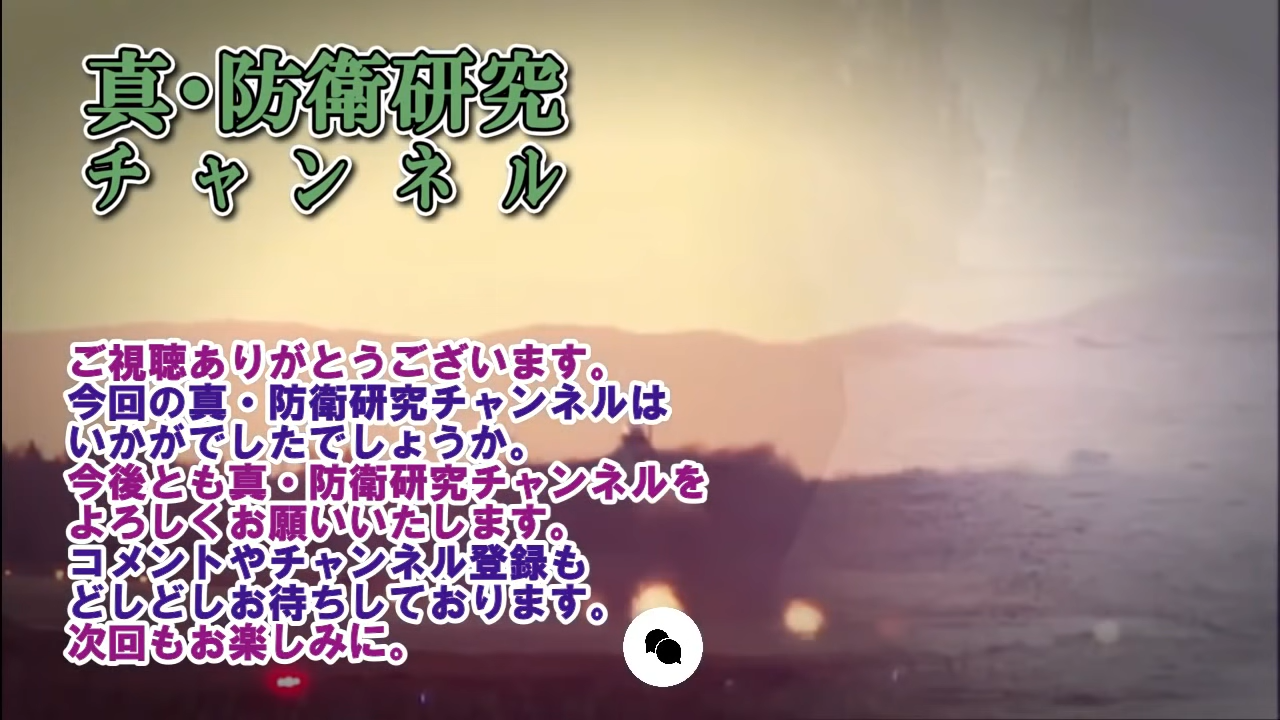 真・防衛研究
チャンネル
ご視聴ありがとうございます。
今回の真・防衛研究チャンネルは
いかがでしたでしょうか。
今後とも真・防衛研究チャンネルを
よろしくお願いいたします。
コメントやチャンネル登録も
どしどしお待ちしております。
次回もお楽しみに。